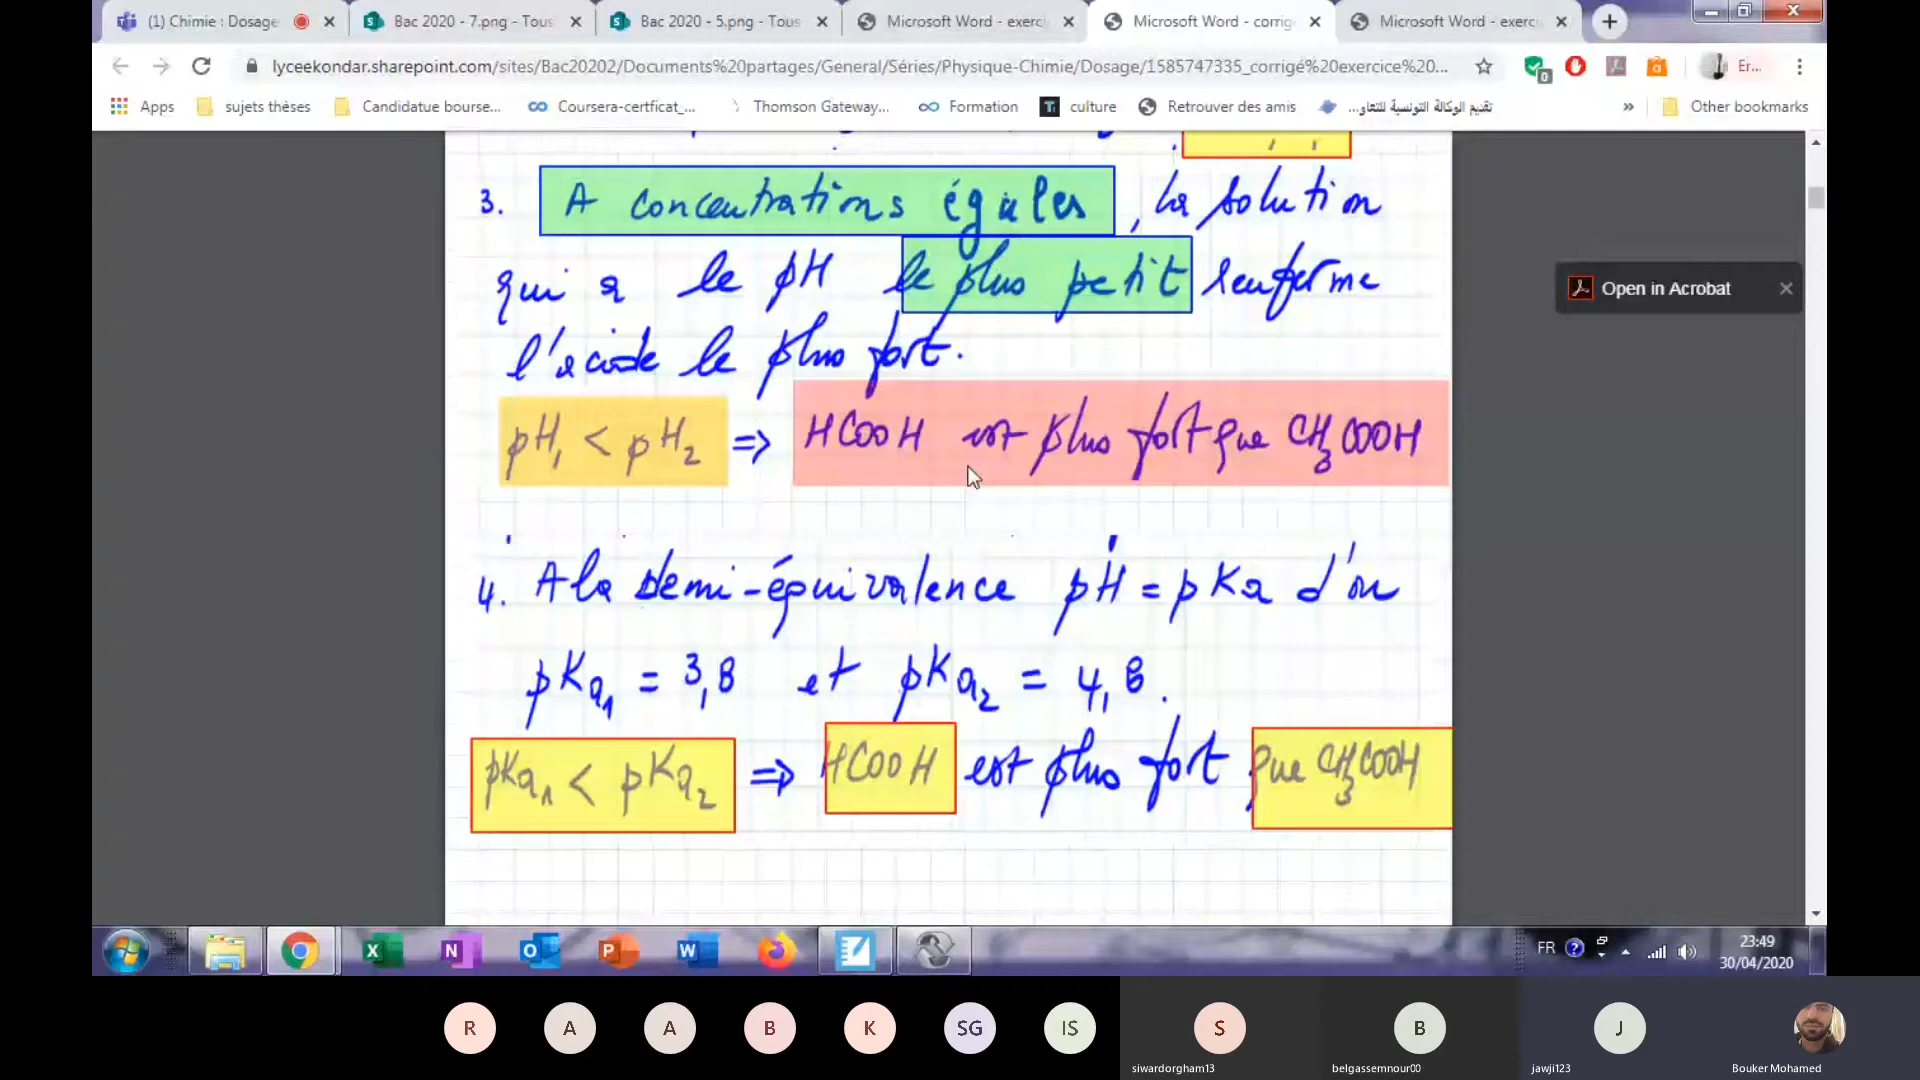 (1) Chimie : Dosage
Bac 2020 - 7.png - Tous
Bac 2020 - 5.png - Tous
Microsoft Word - exerci
Microsoft Word - corrig
Microsoft Word - exerci
lyceekondar.sharepoint.com/sites/Bac20202/Documents%20partages/General/Séries/Physique-Chimie/Dosage/1585747335_corrigé%20exercice%20...
0
Er...
Apps
sujets thèses
Candidatue bourse...
Coursera-certficat_...
Thomson Gateway...
Formation
culture
Retrouver des amis
تقديم الوكالة التونسية للتعاو...
»
Other bookmarks
3. A concentrations égales, la solution
qui a le pH le plus petit renferme
l'acide le plus fort.
pH₁ < pH₂ => HCOOH est plus fort que CH₃COOH
4. A la demi-équivalence pH = pKa d'où
pKa₁ = 3,8 et pKa₂ = 4,8.
pKa₁ < pKa₂ => HCOOH est plus fort que CH₃COOH
Open in Acrobat
FR
23:49
30/04/2020
R
A
A
B
K
SG
IS
S
B
J
siwardorgham13
belgassemnour00
jawji123
Bouker Mohamed